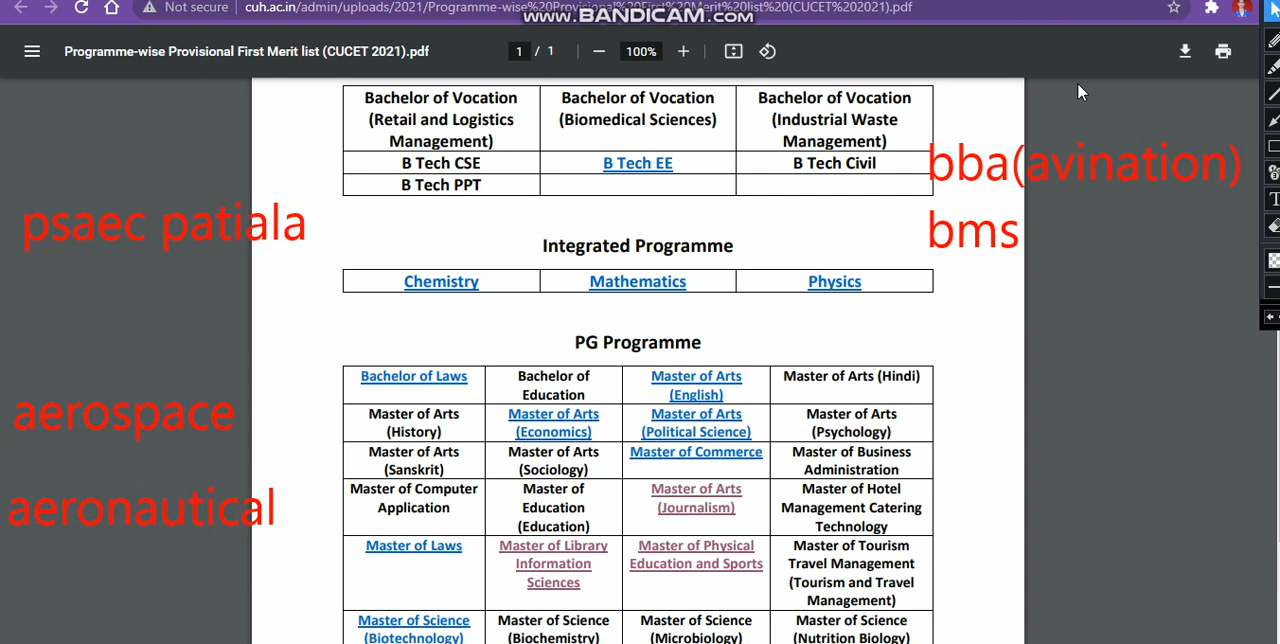 Not secure | cuh.ac.in/admin/uploads/2021/Programme-wise%20Provisional%20First%20Merit%20list%20(CUCET%202021).pdf
www.BANDICAM.com
Programme-wise Provisional First Merit list (CUCET 2021).pdf
1 / 1
100%
Bachelor of Vocation (Retail and Logistics Management)
Bachelor of Vocation (Biomedical Sciences)
Bachelor of Vocation (Industrial Waste Management)
B Tech CSE
B Tech EE
B Tech Civil
bba(avination)
B Tech PPT
psaec patiala
bms
Integrated Programme
Chemistry
Mathematics
Physics
PG Programme
Bachelor of Laws
Bachelor of Education
Master of Arts (English)
Master of Arts (Hindi)
aerospace
Master of Arts (History)
Master of Arts (Economics)
Master of Arts (Political Science)
Master of Arts (Psychology)
Master of Arts (Sanskrit)
Master of Arts (Sociology)
Master of Commerce
Master of Business Administration
aeronautical
Master of Computer Application
Master of Education (Education)
Master of Arts (Journalism)
Master of Hotel Management Catering Technology
Master of Laws
Master of Library Information Sciences
Master of Physical Education and Sports
Master of Tourism Travel Management (Tourism and Travel Management)
Master of Science (Biotechnology)
Master of Science (Biochemistry)
Master of Science (Microbiology)
Master of Science (Nutrition Biology)